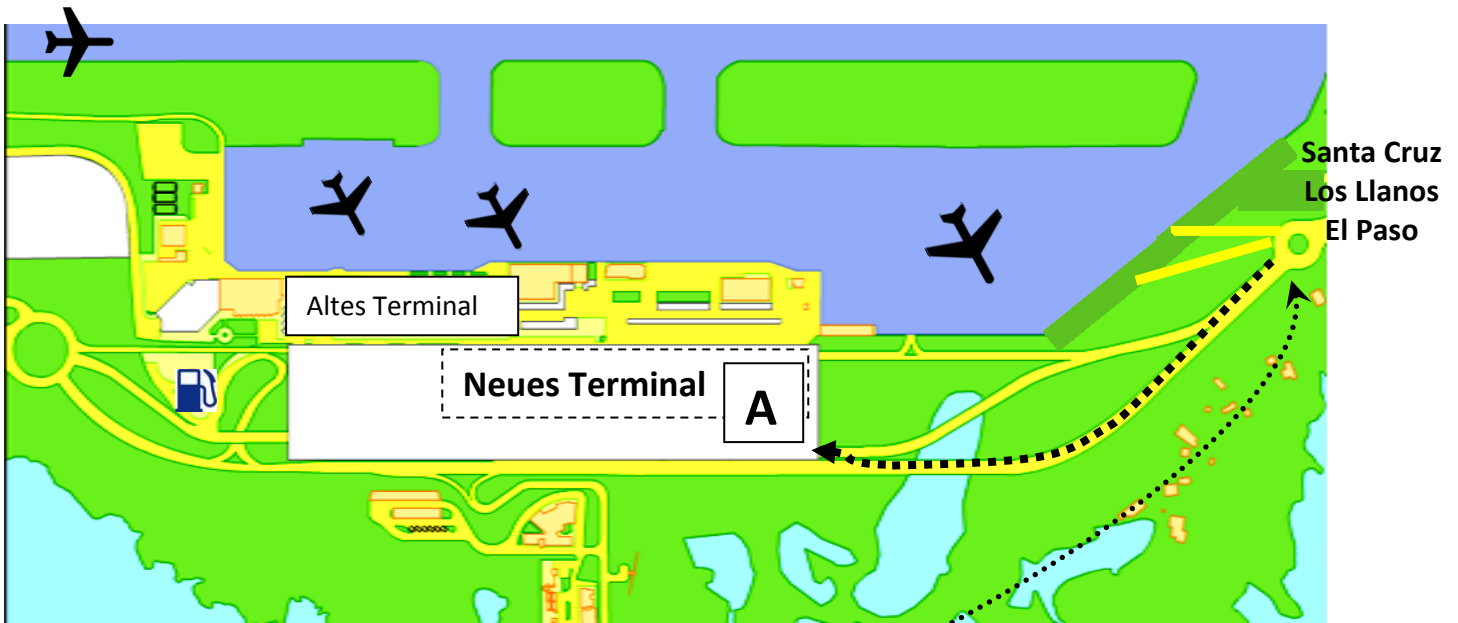 Santa Cruz
Los Llanos
El Paso
Altes Terminal
Neues Terminal
A